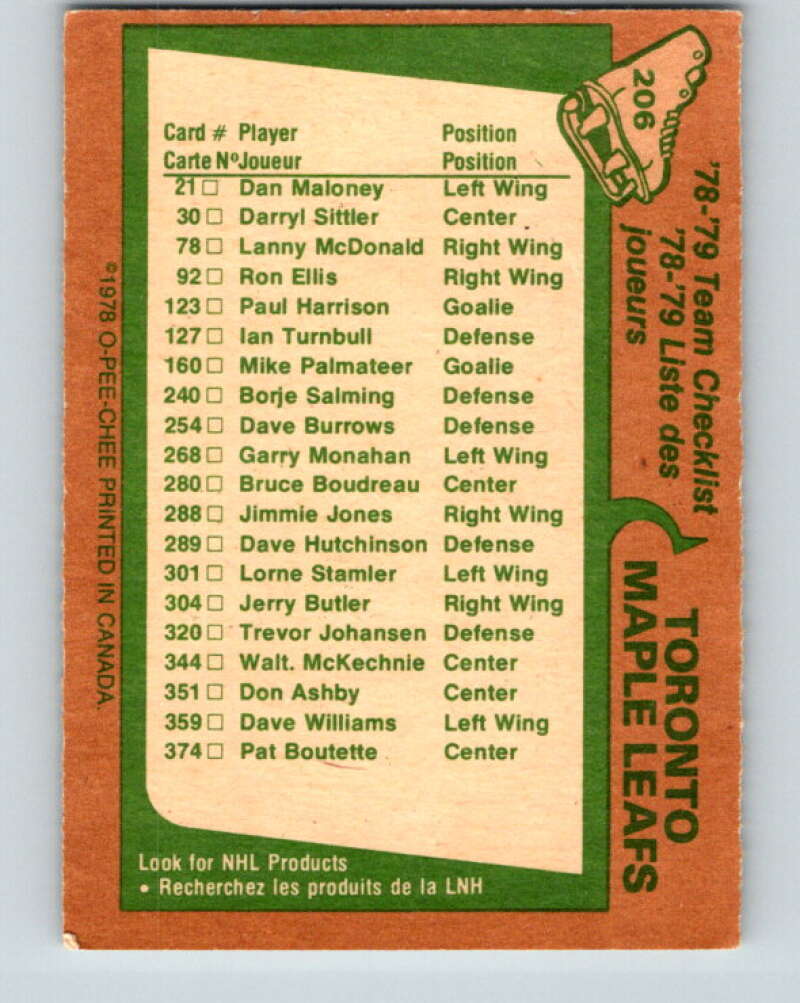 206
'78-'79 Team Checklist
'78-'79 Liste des
joueurs
TORONTO
MAPLE LEAFS
Card # Player Position
Carte Nº Joueur Position
21 □ Dan Maloney Left Wing
30 □ Darryl Sittler Center
78 □ Lanny McDonald Right Wing
92 □ Ron Ellis Right Wing
123 □ Paul Harrison Goalie
127 □ Ian Turnbull Defense
160 □ Mike Palmateer Goalie
240 □ Borje Salming Defense
254 □ Dave Burrows Defense
268 □ Garry Monahan Left Wing
280 □ Bruce Boudreau Center
288 □ Jimmie Jones Right Wing
289 □ Dave Hutchinson Defense
301 □ Lorne Stamler Left Wing
304 □ Jerry Butler Right Wing
320 □ Trevor Johansen Defense
344 □ Walt. McKechnie Center
351 □ Don Ashby Center
359 □ Dave Williams Left Wing
374 □ Pat Boutette Center
Look for NHL Products
• Recherchez les produits de la LNH
©1978 O-PEE-CHEE PRINTED IN CANADA